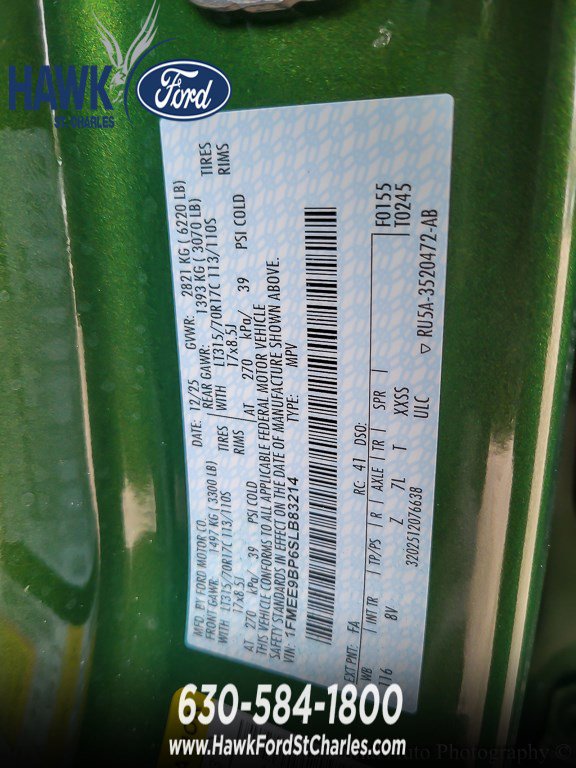 HAWK
ST. CHARLES
Ford
MFD. BY FORD MOTOR CO.
DATE: 12/25 GVWR: 2821 KG ( 6220 LB)
FRONT GAWR: 1497 KG ( 3300 LB) REAR GAWR: 1393 KG ( 3070 LB)
WITH LT315/70R17C 113/110S TIRES WITH LT315/70R17C 113/110S TIRES
17x8.5J RIMS 17x8.5J RIMS
AT 270 kPa/ 39 PSI COLD AT 270 kPa/ 39 PSI COLD
THIS VEHICLE CONFORMS TO ALL APPLICABLE FEDERAL MOTOR VEHICLE
SAFETY STANDARDS IN EFFECT ON THE DATE OF MANUFACTURE SHOWN ABOVE.
VIN: 1FMEE9BP6SLB83214 TYPE: MPV
EXT PNT: FA RC: 41 DSO: F0155
T0245
WB INT TR TP/PS R AXLE TR SPR
116 8V Z 7L T XXSS
3202512076638 ULC
▽ RU5A-3520472-AB
630-584-1800
www.HawkFordStCharles.com
Auto Photography